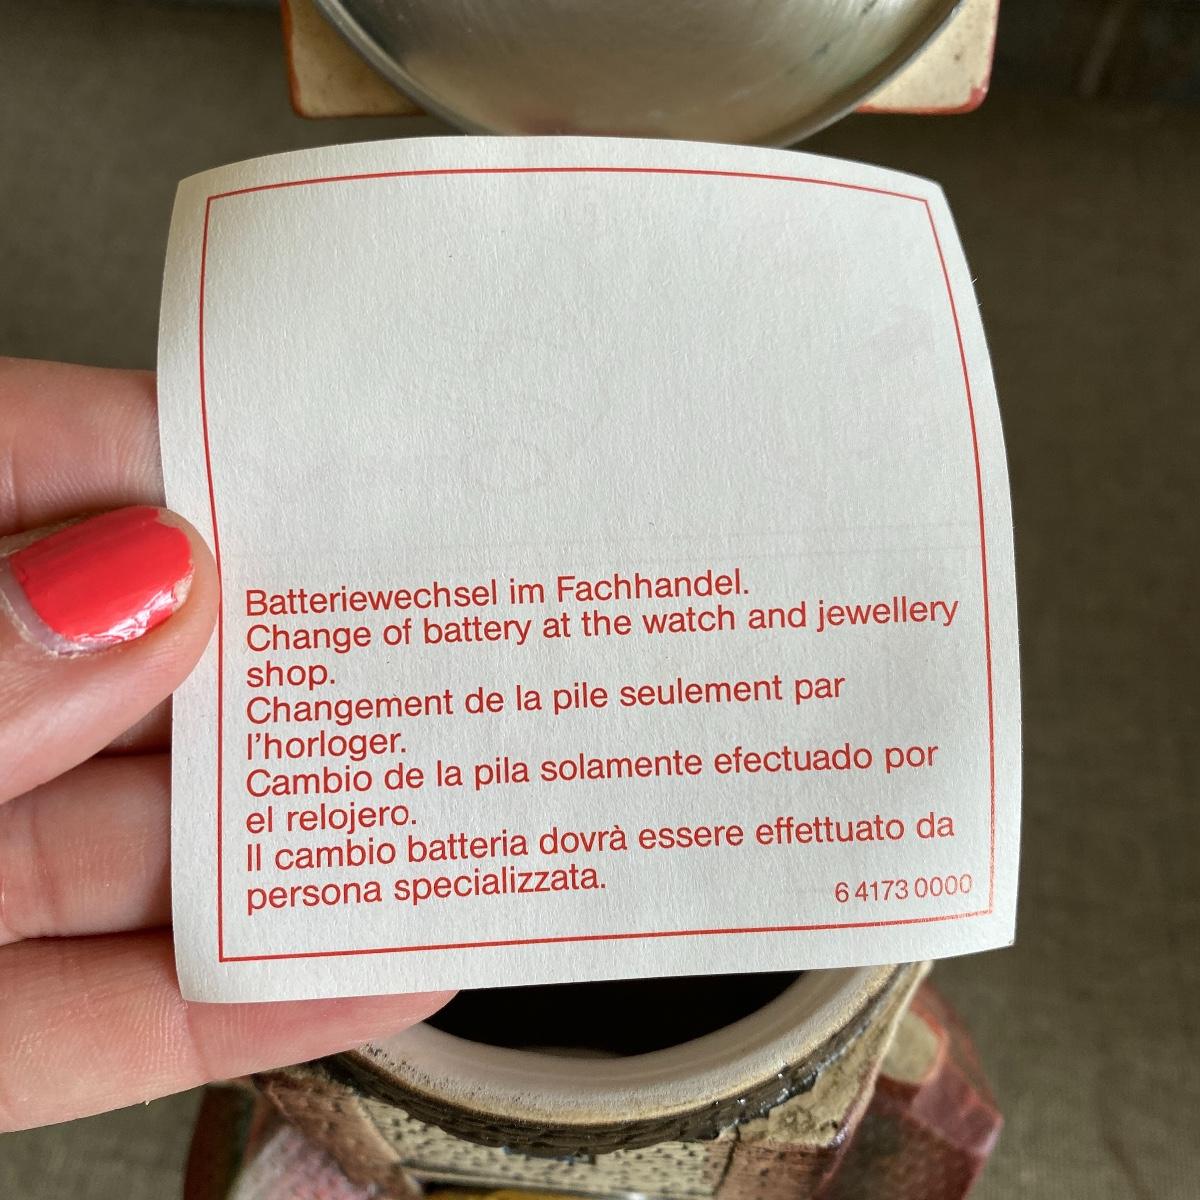 Batteriewechsel im Fachhandel.
Change of battery at the watch and jewellery
shop.
Changement de la pile seulement par
l'horloger.
Cambio de la pila solamente efectuado por
el relojero.
Il cambio batteria dovrà essere effettuato da
persona specializzata.
6 4173 0000